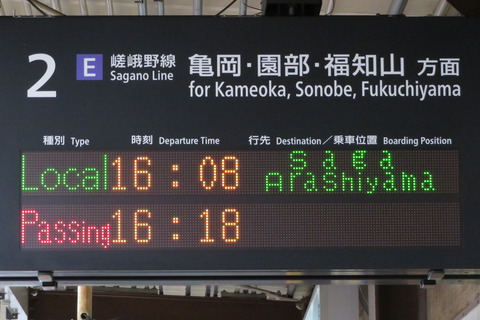 2 E 嵯峨野線 亀岡・園部・福知山 方面
Sagano Line for Kameoka, Sonobe, Fukuchiyama
種別 Type 時刻 Departure Time 行先 Destination／乗車位置 Boarding Position
Local 16:08 Saga
Arashiyama
Passing 16:18